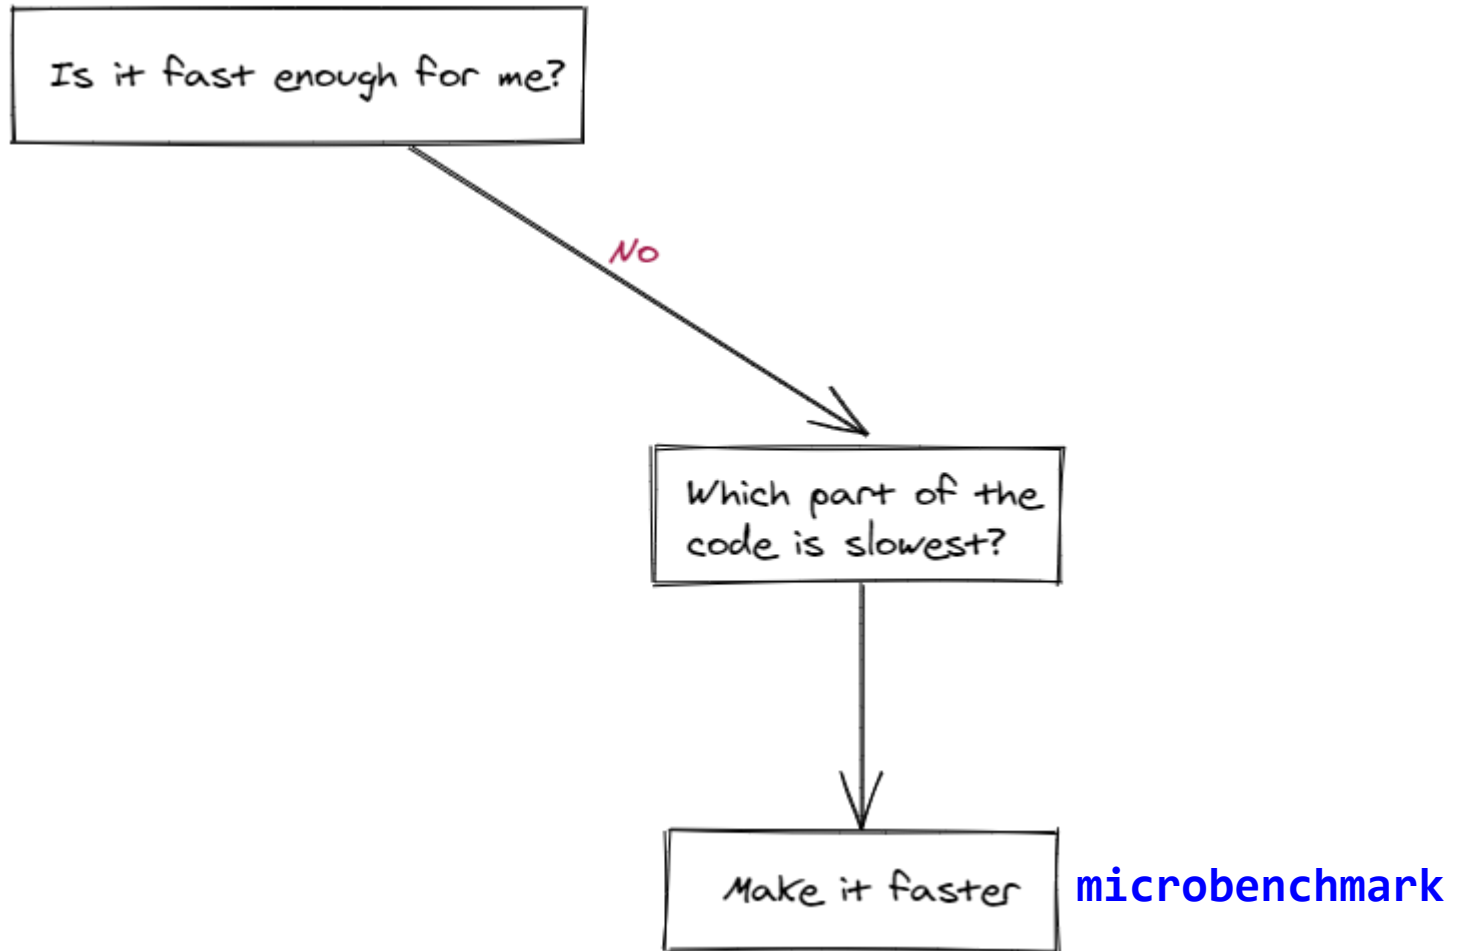 Is it fast enough for me?
No
Which part of the
code is slowest?
Make it faster
microbenchmark